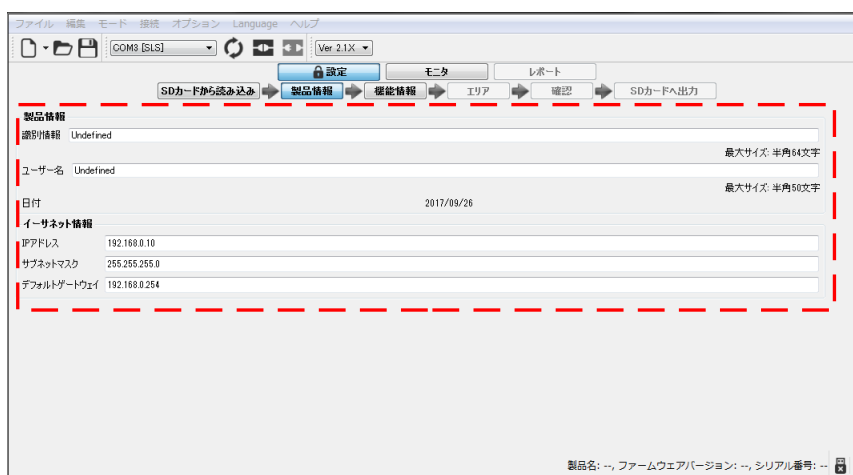 ファイル 編集 モード 接続 オプション Language ヘルプ
COM3 [SLS] Ver 2.1X
設定 モニタ レポート
SDカードから読み込み 製品情報 機能情報 エリア 確認 SDカードへ出力
製品情報
識別情報 Undefined
最大サイズ: 半角64文字
ユーザー名 Undefined
最大サイズ: 半角50文字
日付 2017/09/26
イーサネット情報
IPアドレス 192.168.0.10
サブネットマスク 255.255.255.0
デフォルトゲートウェイ 192.168.0.254
製品名: --, ファームウェアバージョン: --, シリアル番号: --